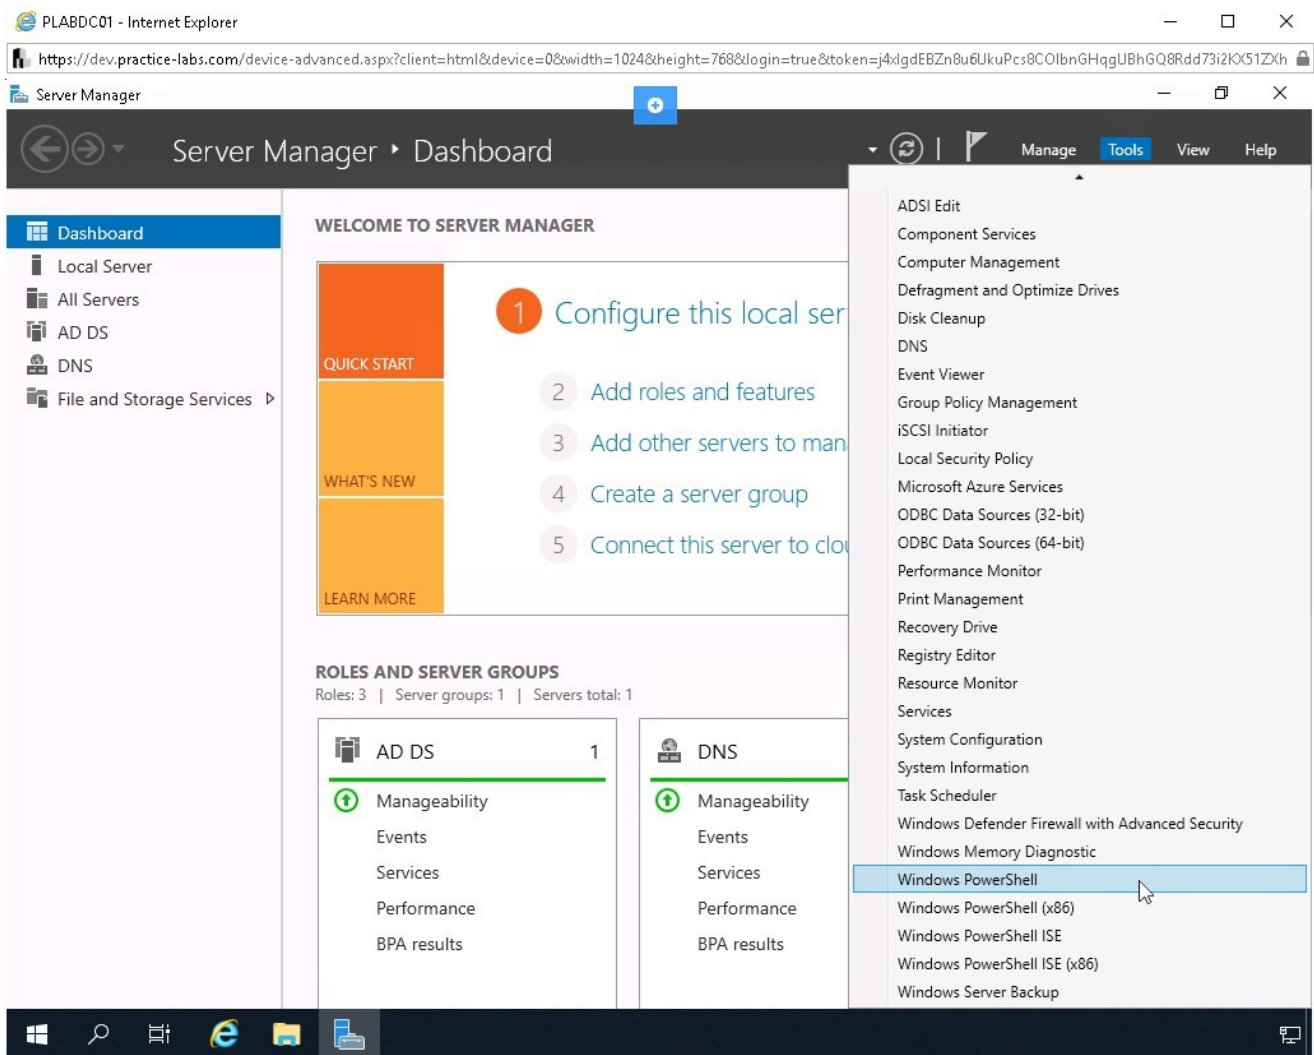 PLABDC01 - Internet Explorer
https://dev.practice-labs.com/device-advanced.aspx?client=html&device=0&width=1024&height=768&login=true&token=
Server Manager
Server Manager Dashboard
Manage Tools View Help
Dashboard
Local Server
All Servers
AD DS
DNS
File and Storage Services
WELCOME TO SERVER MANAGER
QUICK START
WHAT'S NEW
LEARN MORE
1 Configure this local ser
2 Add roles and features
3 Add other servers to man
4 Create a server group
5 Connect this server to clou
ROLES AND SERVER GROUPS
Roles: 3 | Server groups: 1 | Servers total: 1
AD DS 1
Manageability
Events
Services
Performance
BPA results
DNS
Manageability
Events
Services
Performance
BPA results
ADSI Edit
Component Services
Computer Management
Defragment and Optimize Drives
Disk Cleanup
DNS
Event Viewer
Group Policy Management
iSCSI Initiator
Local Security Policy
Microsoft Azure Services
ODBC Data Sources (32-bit)
ODBC Data Sources (64-bit)
Performance Monitor
Print Management
Recovery Drive
Registry Editor
Resource Monitor
Services
System Configuration
System Information
Task Scheduler
Windows Defender Firewall with Advanced Security
Windows Memory Diagnostic
Windows PowerShell
Windows PowerShell (x86)
Windows PowerShell ISE
Windows PowerShell ISE (x86)
Windows Server Backup